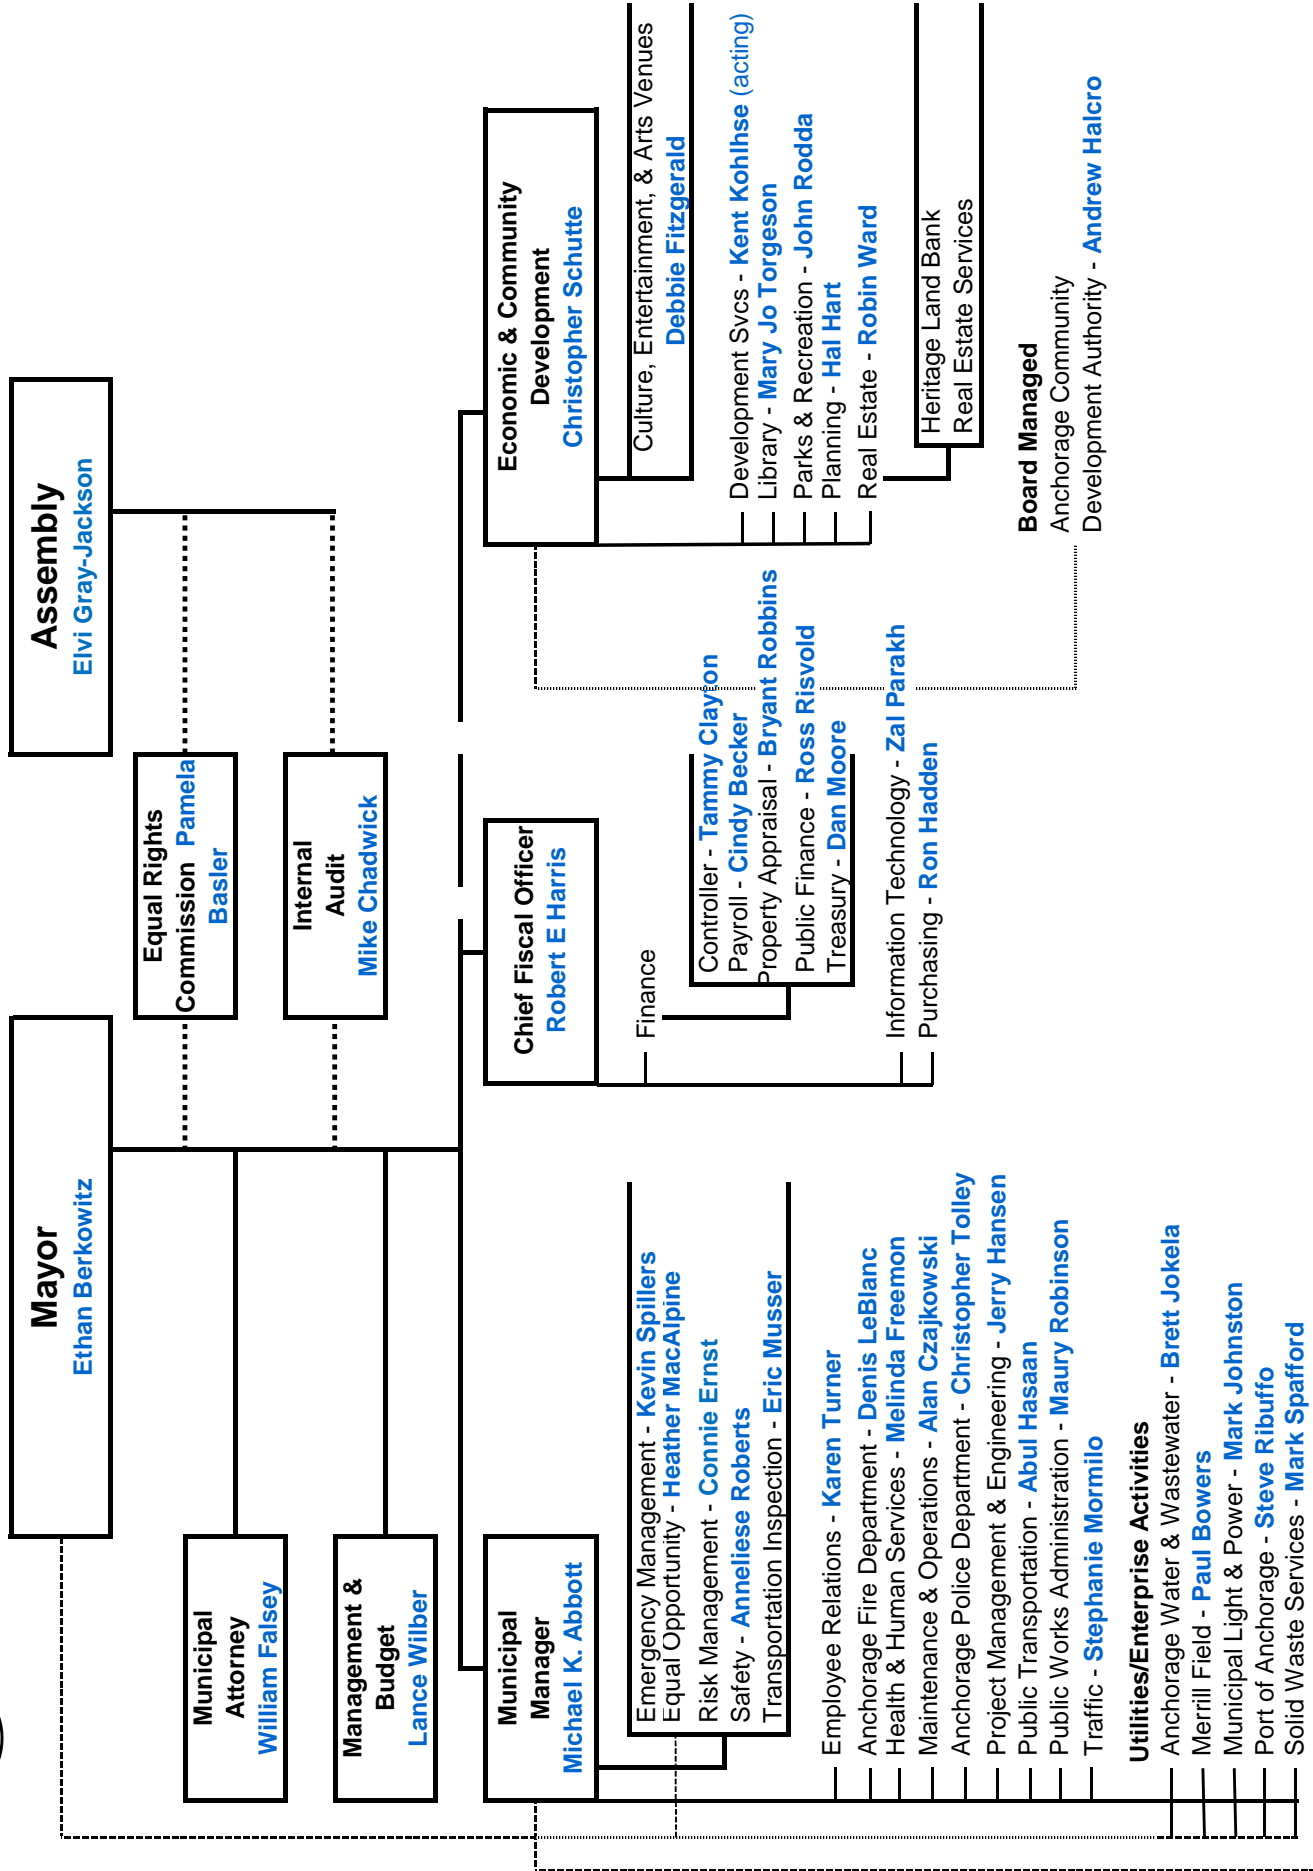 Mayor
Ethan Berkowitz
Assembly
Elvi Gray-Jackson
Equal Rights
Commission Pamela
Basler
Internal
Audit
Mike Chadwick
Municipal
Attorney
William Falsey
Management &
Budget
Lance Wilber
Municipal
Manager
Michael K. Abbott
Emergency Management - Kevin Spillers
Equal Opportunity - Heather MacAlpine
Risk Management - Connie Ernst
Safety - Anneliese Roberts
Transportation Inspection - Eric Musser
Employee Relations - Karen Turner
Anchorage Fire Department - Denis LeBlanc
Health & Human Services - Melinda Freemon
Maintenance & Operations - Alan Czajkowski
Anchorage Police Department - Christopher Tolley
Project Management & Engineering - Jerry Hansen
Public Transportation - Abul Hasaan
Public Works Administration - Maury Robinson
Traffic - Stephanie Mormilo
Utilities/Enterprise Activities
Anchorage Water & Wastewater - Brett Jokela
Merrill Field - Paul Bowers
Municipal Light & Power - Mark Johnston
Port of Anchorage - Steve Ribuffo
Solid Waste Services - Mark Spafford
Chief Fiscal Officer
Robert E Harris
Finance
Controller - Tammy Clayton
Payroll - Cindy Becker
Property Appraisal - Bryant Robbins
Public Finance - Ross Risvold
Treasury - Dan Moore
Information Technology - Zal Parakh
Purchasing - Ron Hadden
Economic & Community
Development
Christopher Schutte
Culture, Entertainment, & Arts Venues
Debbie Fitzgerald
Development Svcs - Kent Kohlhse (acting)
Library - Mary Jo Torgeson
Parks & Recreation - John Rodda
Planning - Hal Hart
Real Estate - Robin Ward
Heritage Land Bank
Real Estate Services
Board Managed
Anchorage Community
Development Authority - Andrew Halcro